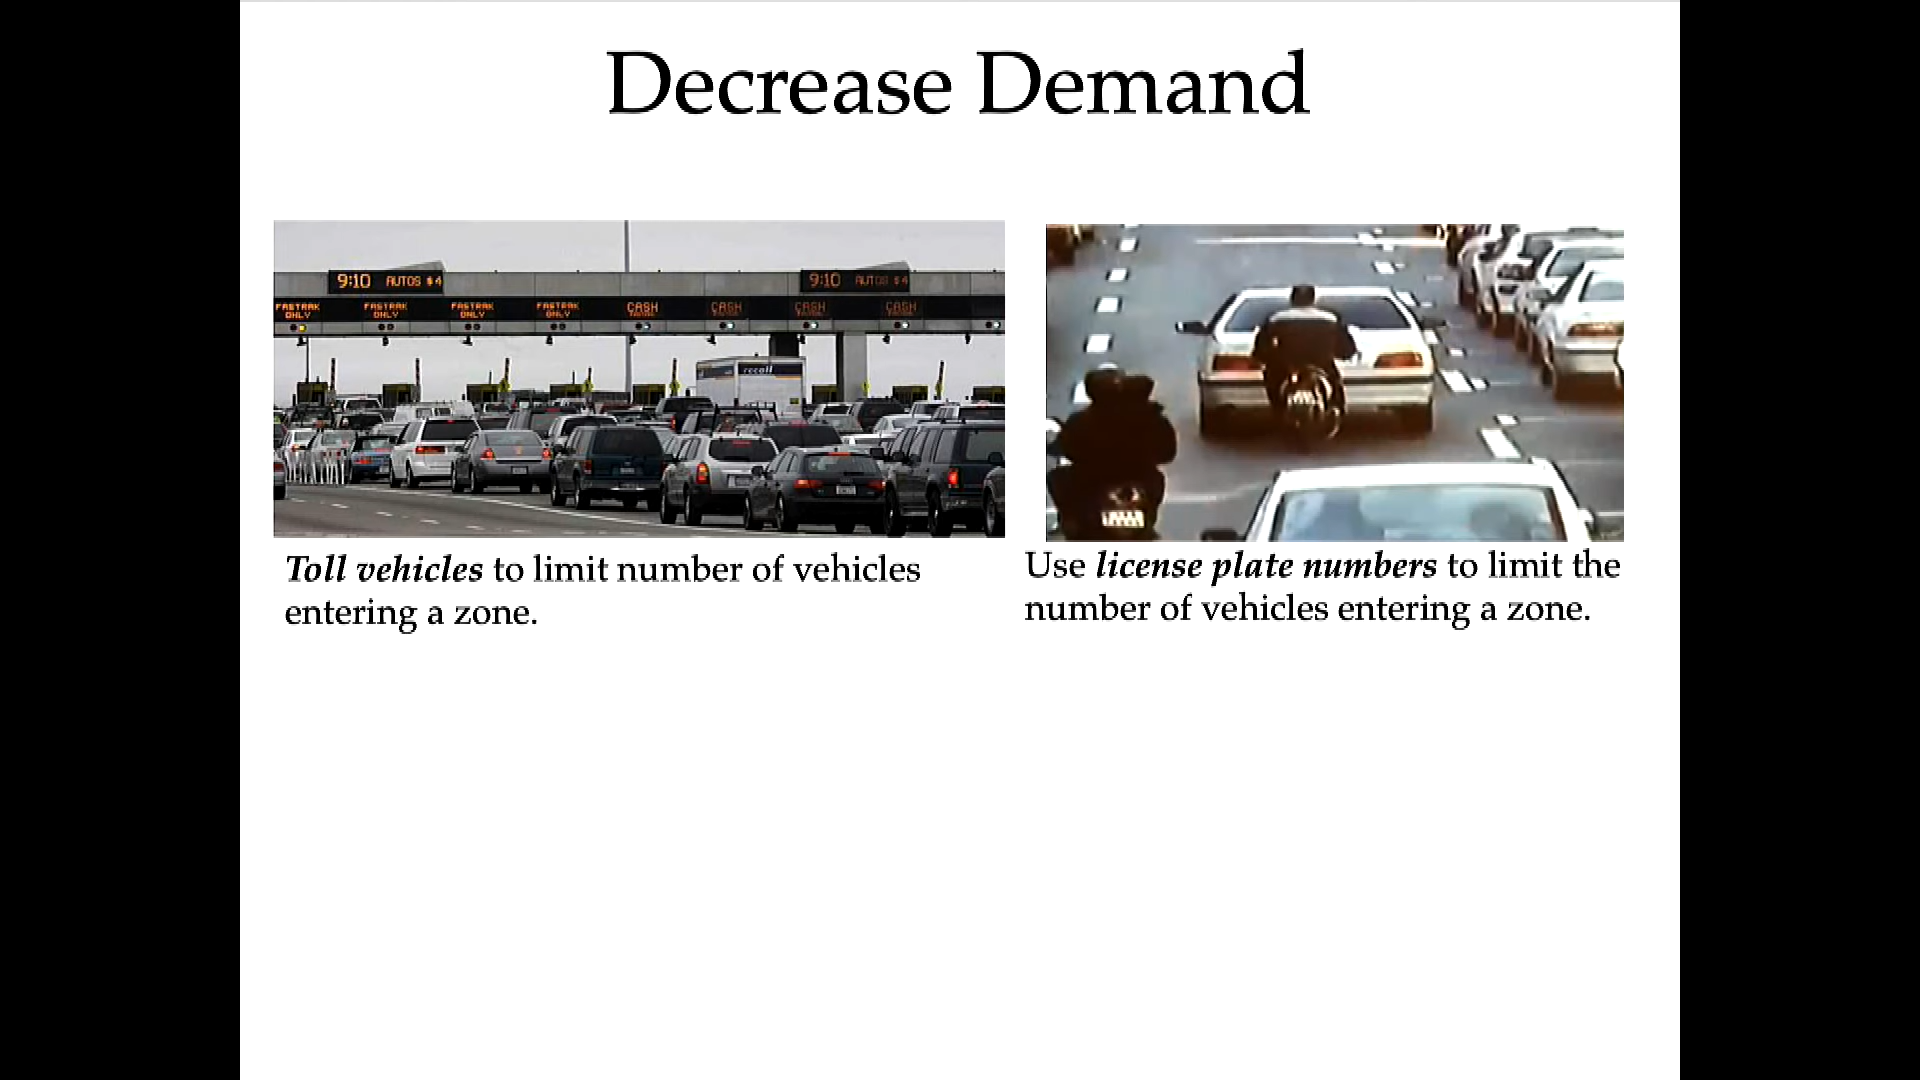 Decrease Demand
9:10 AUTOS $4
9:10 AUTOS $4
FASTRAK ONLY
FASTRAK ONLY
FASTRAK ONLY
FASTRAK ONLY
CASH
CASH
CASH
CASH
recall
Toll vehicles to limit number of vehicles
entering a zone.
Use license plate numbers to limit the
number of vehicles entering a zone.